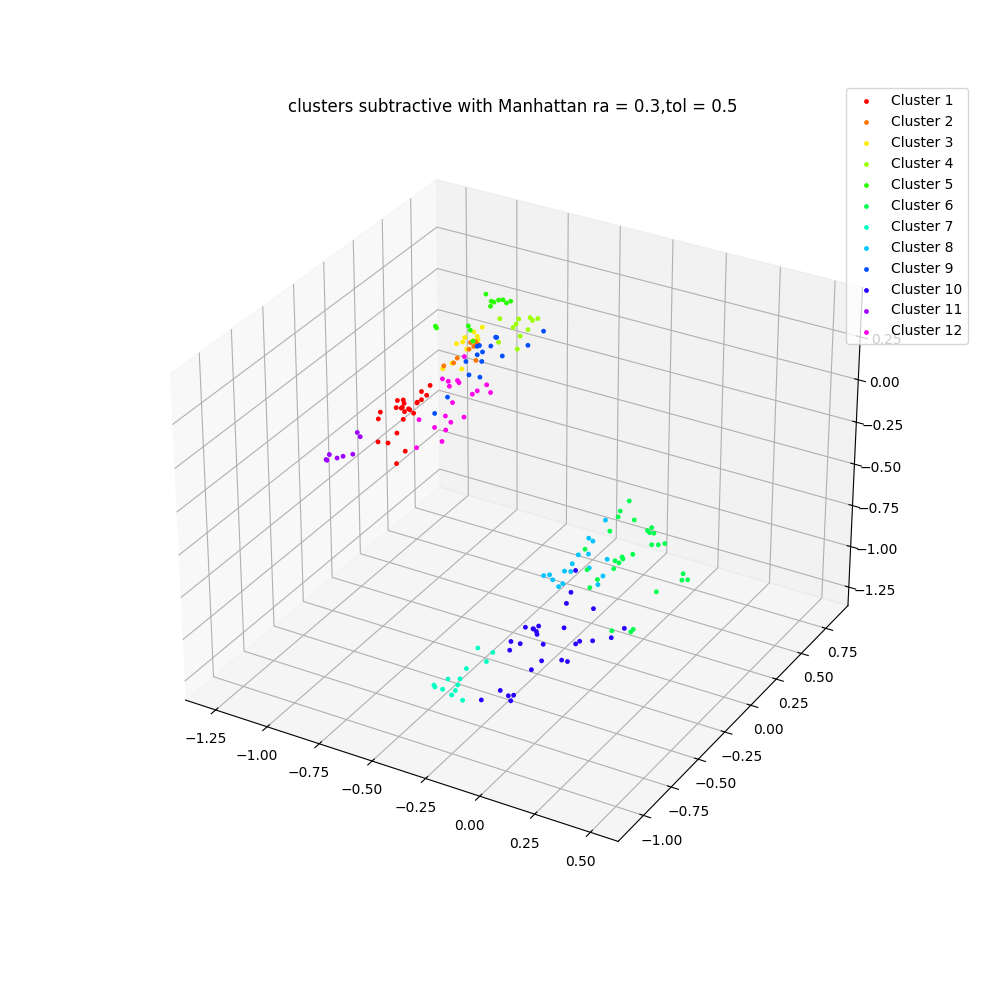 clusters subtractive with Manhattan ra = 0.3,tol = 0.5
Cluster 1
Cluster 2
Cluster 3
Cluster 4
Cluster 5
Cluster 6
Cluster 7
Cluster 8
Cluster 9
Cluster 10
Cluster 11
Cluster 12
0.25
0.00
−0.25
−0.50
−0.75
−1.00
−1.25
0.75
0.50
0.25
0.00
−0.25
−0.50
−0.75
−1.00
−1.25
−1.00
−0.75
−0.50
−0.25
0.00
0.25
0.50